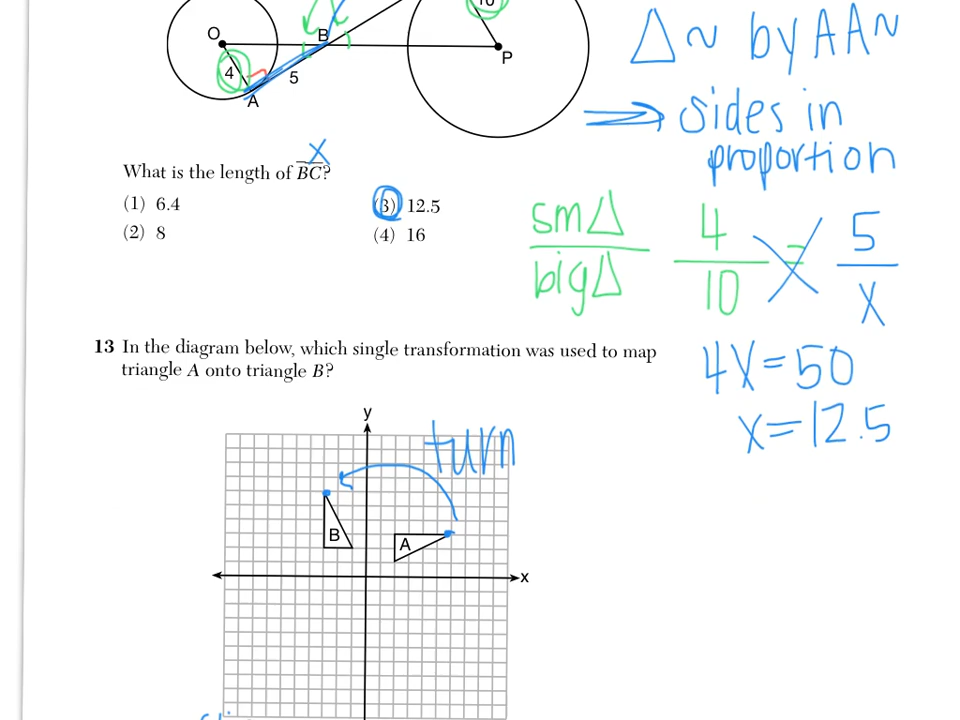 10
O
B
P
4
5
A
△ ~ by AA~
⟹ sides in
proportion
x
What is the length of BC?
(1) 6.4
(3) 12.5
(2) 8
(4) 16
sm△ 4 = 5
big△ 10 x
4x=50
x=12.5
13 In the diagram below, which single transformation was used to map
triangle A onto triangle B?
y
turn
B
A
x